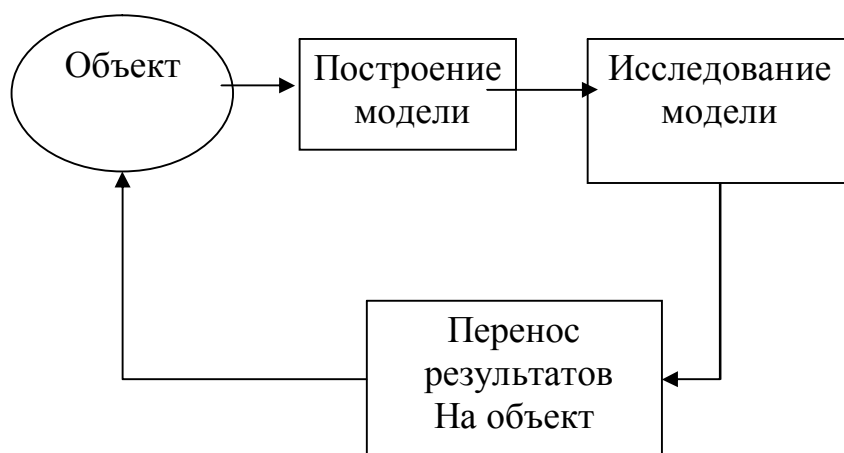 Объект
Построение
модели
Исследование
модели
Перенос
результатов
На объект